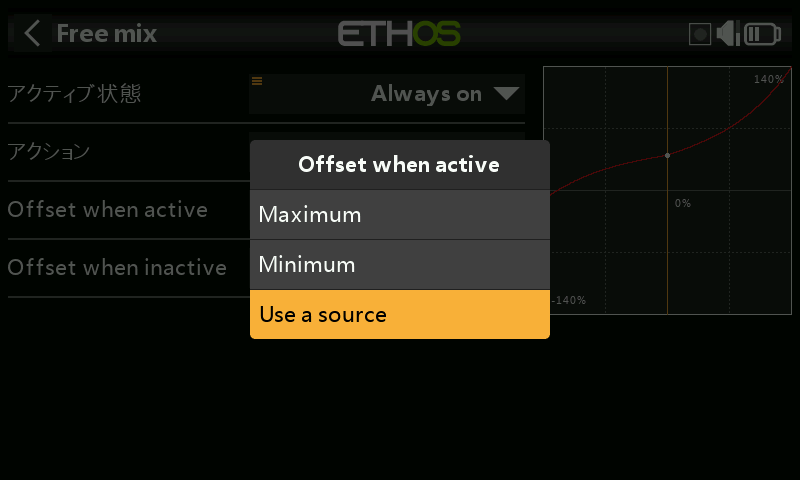 Free mix
ETHOS
アクティブ状態
Always on
140%
アクション
Offset when active
Maximum
Offset when active
0%
Minimum
Offset when inactive
-140%
Use a source